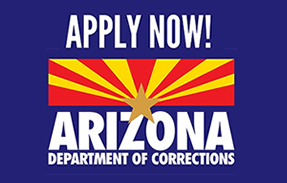 APPLY NOW!
ARIZONA
DEPARTMENT OF CORRECTIONS